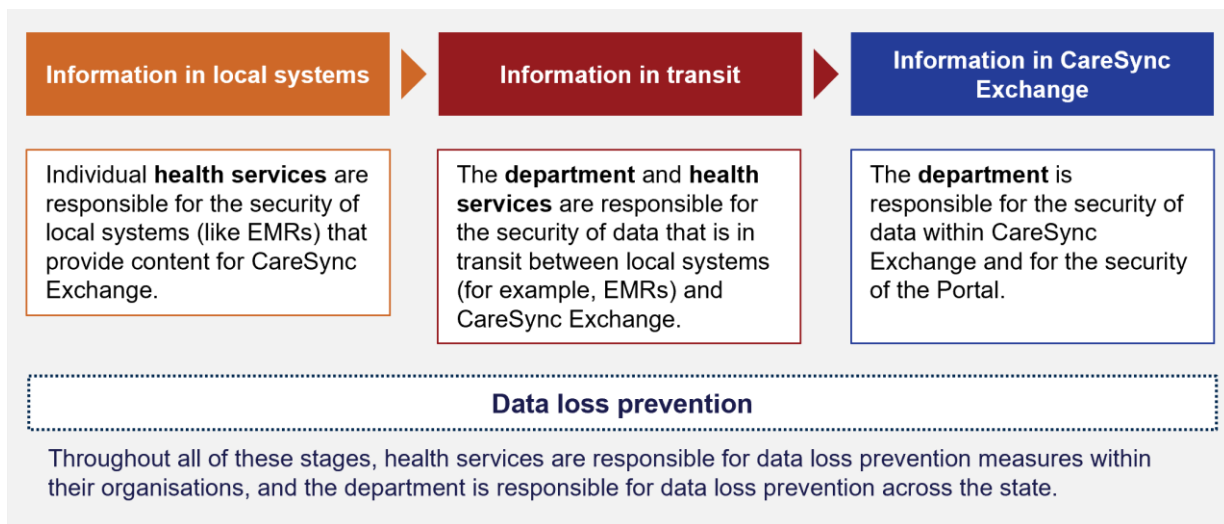 Information in local systems
Information in transit
Information in CareSync
Exchange
Individual health services are
responsible for the security of
local systems (like EMRs) that
provide content for CareSync
Exchange.
The department and health
services are responsible for
the security of data that is in
transit between local systems
(for example, EMRs) and
CareSync Exchange.
The department is
responsible for the security of
data within CareSync
Exchange and for the security
of the Portal.
Data loss prevention
Throughout all of these stages, health services are responsible for data loss prevention measures within
their organisations, and the department is responsible for data loss prevention across the state.